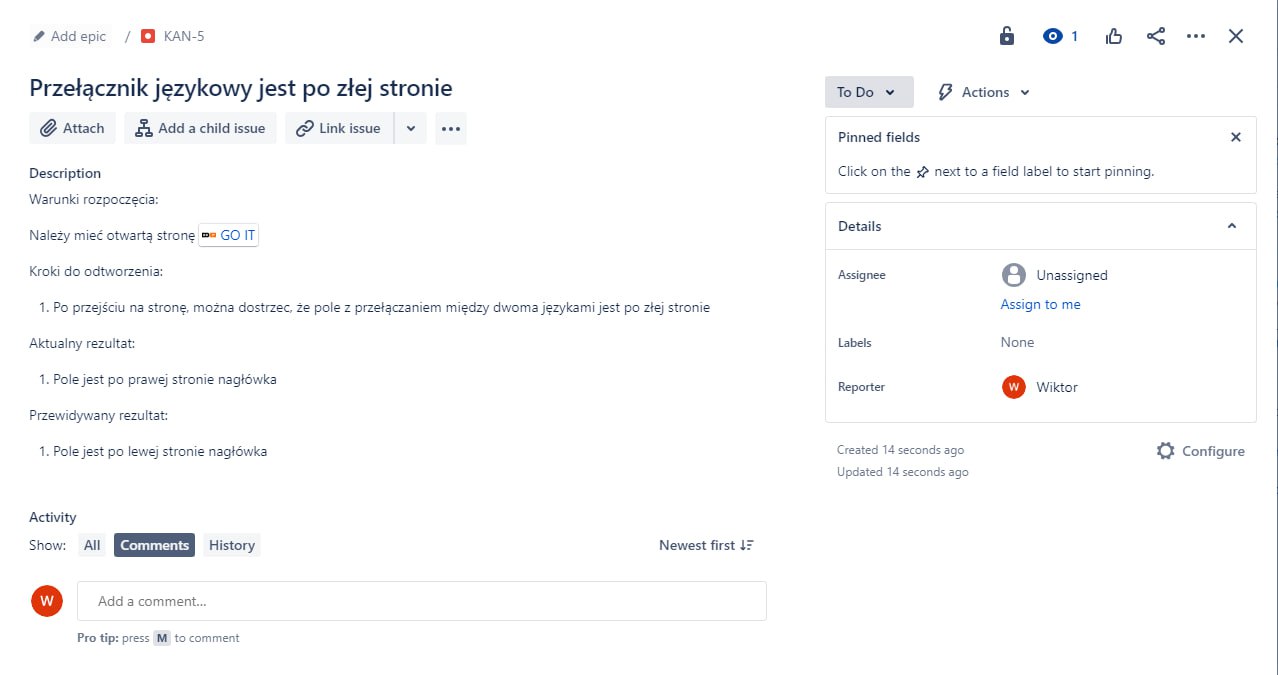 Add epic / KAN-5
1
Przełącznik językowy jest po złej stronie
Attach Add a child issue Link issue
Description
Warunki rozpoczęcia:
Należy mieć otwartą stronę GO IT
Kroki do odtworzenia:
1. Po przejściu na stronę, można dostrzec, że pole z przełączaniem między dwoma językami jest po złej stronie
Aktualny rezultat:
1. Pole jest po prawej stronie nagłówka
Przewidywany rezultat:
1. Pole jest po lewej stronie nagłówka
Activity
Show: All Comments History Newest first
W Add a comment...
Pro tip: press M to comment
To Do Actions
Pinned fields
Click on the next to a field label to start pinning.
Details
Assignee Unassigned
Assign to me
Labels None
Reporter W Wiktor
Created 14 seconds ago Configure
Updated 14 seconds ago